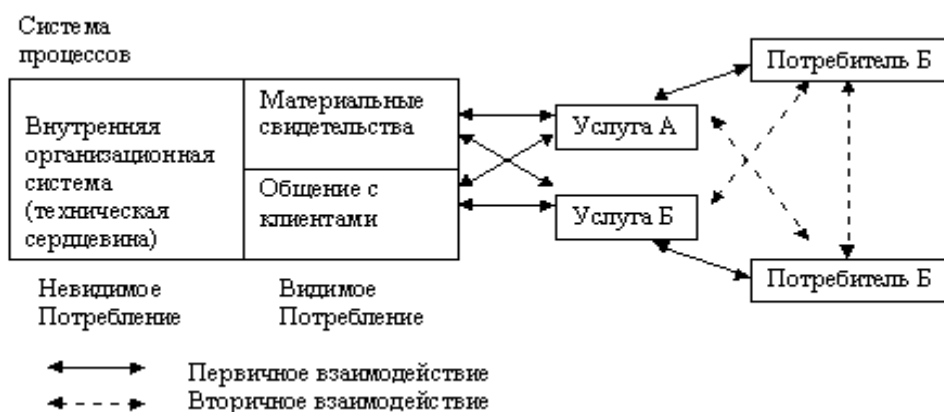 Система
процессов
Внутренняя
организационная
система
(техническая
сердцевина)
Материальные
свидетельства
Общение с
клиентами
Услуга А
Услуга Б
Потребитель Б
Потребитель Б
Невидимое
Потребление
Видимое
Потребление
Первичное взаимодействие
Вторичное взаимодействие